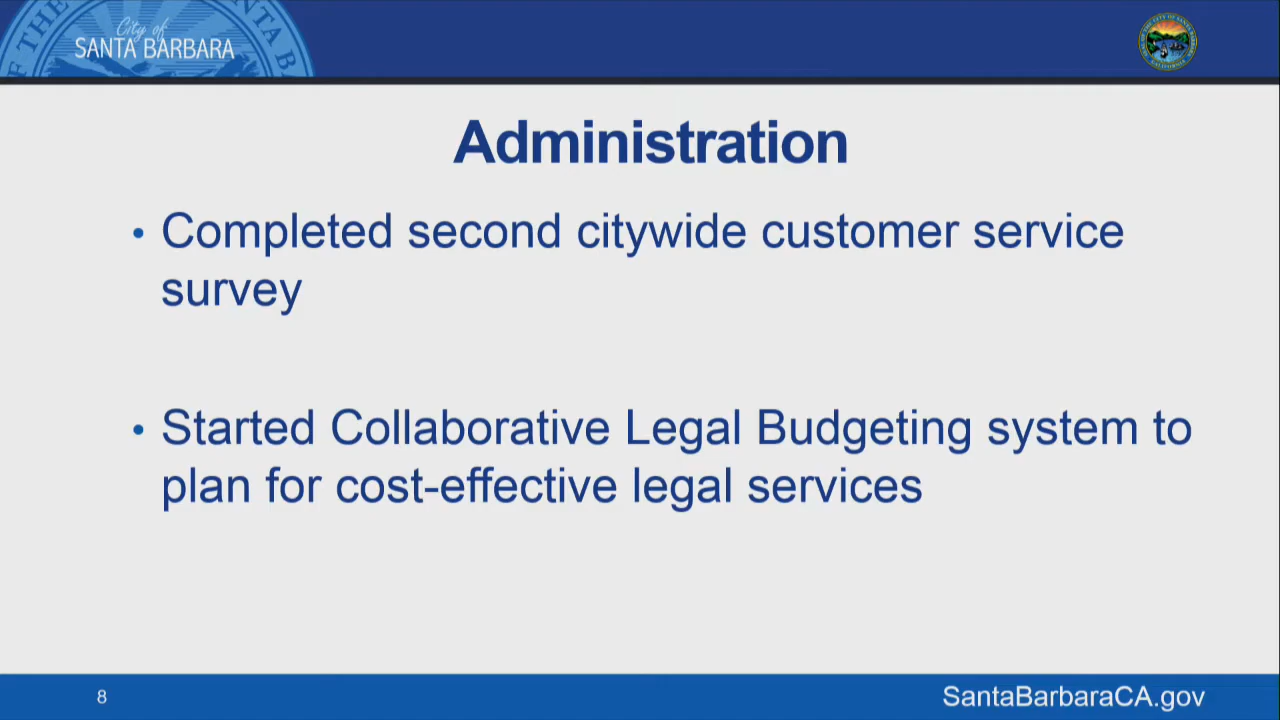 City of
SANTA BARBARA
Administration
• Completed second citywide customer service
survey
• Started Collaborative Legal Budgeting system to
plan for cost-effective legal services
8
SantaBarbaraCA.gov